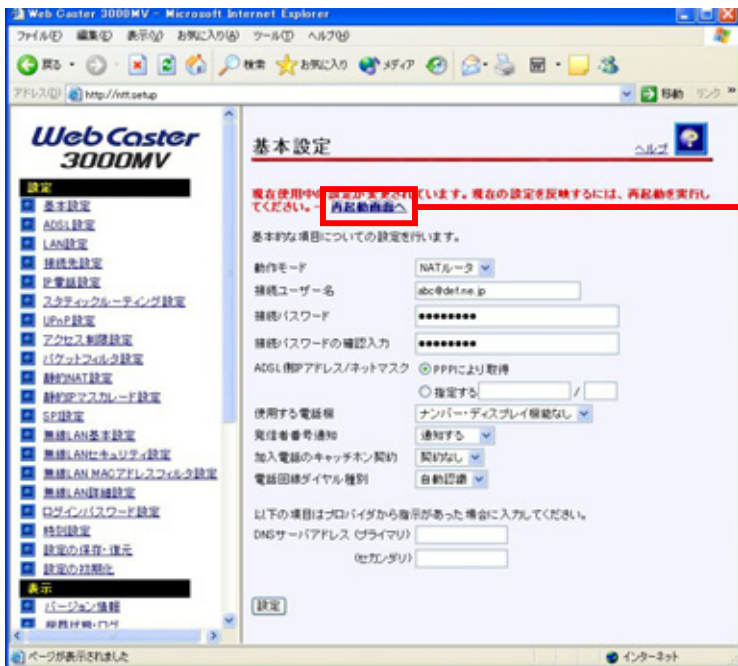 Web Caster 3000MV - Microsoft Internet Explorer
ファイル(F) 編集(E) 表示(V) お気に入り(A) ツール(T) ヘルプ(H)
戻る 検索 お気に入り メディア
アドレス(D) http://ntt.setup 移動 リンク »
Web Caster
3000MV
設定
基本設定
ADSL設定
LAN設定
接続先設定
IP電話設定
スタティックルーティング設定
UPnP設定
アクセス制限設定
パケットフィルタ設定
静的NAT設定
静的IPマスカレード設定
SPI設定
無線LAN基本設定
無線LANセキュリティ設定
無線LAN MACアドレスフィルタ設定
無線LAN詳細設定
ログインパスワード設定
時刻設定
設定の保存・復元
設定の初期化
表示
バージョン情報
機器状態・ログ
基本設定 ヘルプ
現在使用中の設定が変更されています。現在の設定を反映するには、再起動を実行し
てください。→ 再起動画面へ
基本的な項目についての設定を行います。
動作モード NATルータ
接続ユーザー名 abc@def.ne.jp
接続パスワード ●●●●●●●●
接続パスワードの確認入力 ●●●●●●●●
ADSL側IPアドレス/ネットマスク PPPにより取得
指定する /
使用する電話機 ナンバー・ディスプレイ機能なし
発信者番号通知 通知する
加入電話のキャッチホン契約 契約なし
電話回線ダイヤル種別 自動認識
以下の項目はプロバイダから指示があった場合に入力してください。
DNSサーバアドレス (プライマリ)
(セカンダリ)
設定
ページが表示されました インターネット